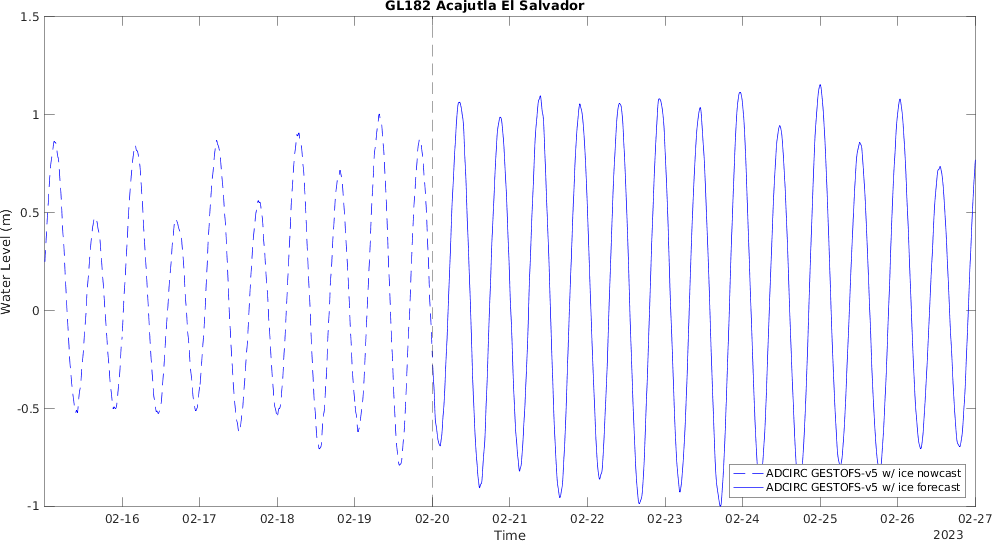 GL182 Acajutla El Salvador
1.5
1
0.5
0
-0.5
-1
Water Level (m)
ADCIRC GESTOFS-v5 w/ ice nowcast
ADCIRC GESTOFS-v5 w/ ice forecast
02-16 02-17 02-18 02-19 02-20 02-21 02-22 02-23 02-24 02-25 02-26 02-27
Time
2023